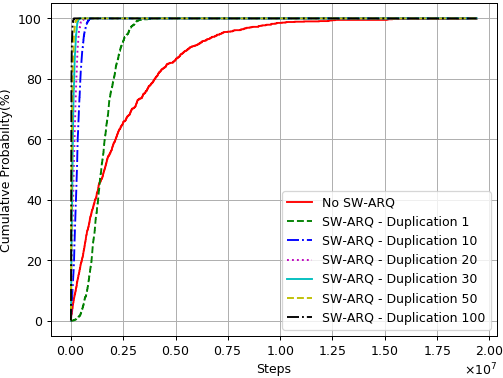 100
80
60
40
20
0
Cumulative Probability(%)
No SW-ARQ
SW-ARQ - Duplication 1
SW-ARQ - Duplication 10
SW-ARQ - Duplication 20
SW-ARQ - Duplication 30
SW-ARQ - Duplication 50
SW-ARQ - Duplication 100
0.00 0.25 0.50 0.75 1.00 1.25 1.50 1.75 2.00
Steps
×10⁷